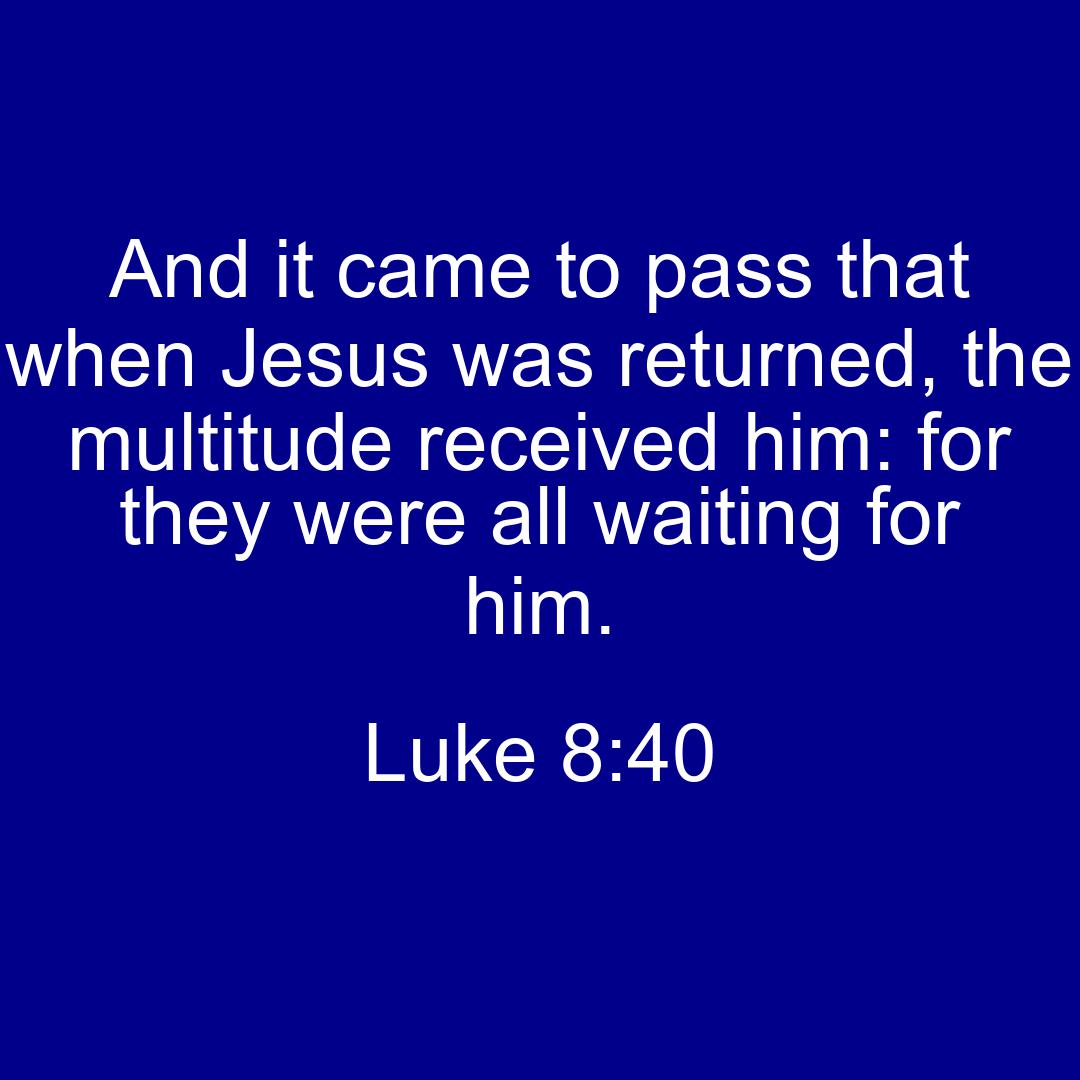 And it came to pass that
when Jesus was returned, the
multitude received him: for
they were all waiting for
him.
Luke 8:40